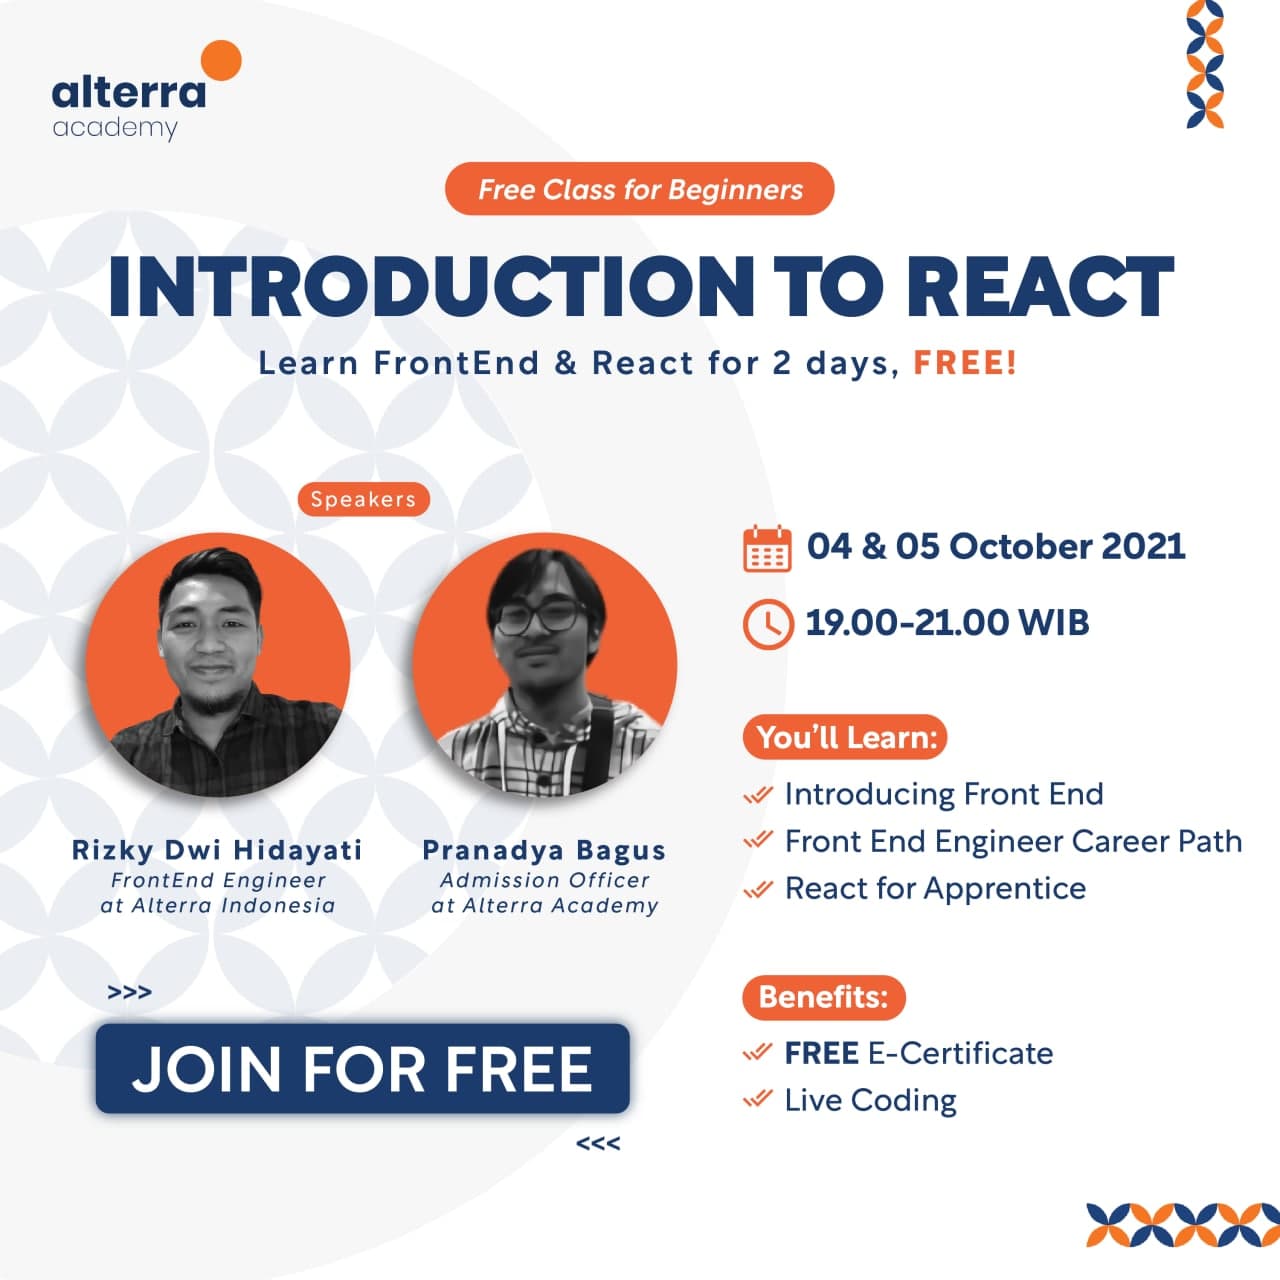 alterra
academy
Free Class for Beginners
INTRODUCTION TO REACT
Learn FrontEnd & React for 2 days, FREE!
Speakers
Rizky Dwi Hidayati
FrontEnd Engineer
at Alterra Indonesia
Pranadya Bagus
Admission Officer
at Alterra Academy
>>>
JOIN FOR FREE
<<<
04 & 05 October 2021
19.00-21.00 WIB
You'll Learn:
Introducing Front End
Front End Engineer Career Path
React for Apprentice
Benefits:
FREE E-Certificate
Live Coding